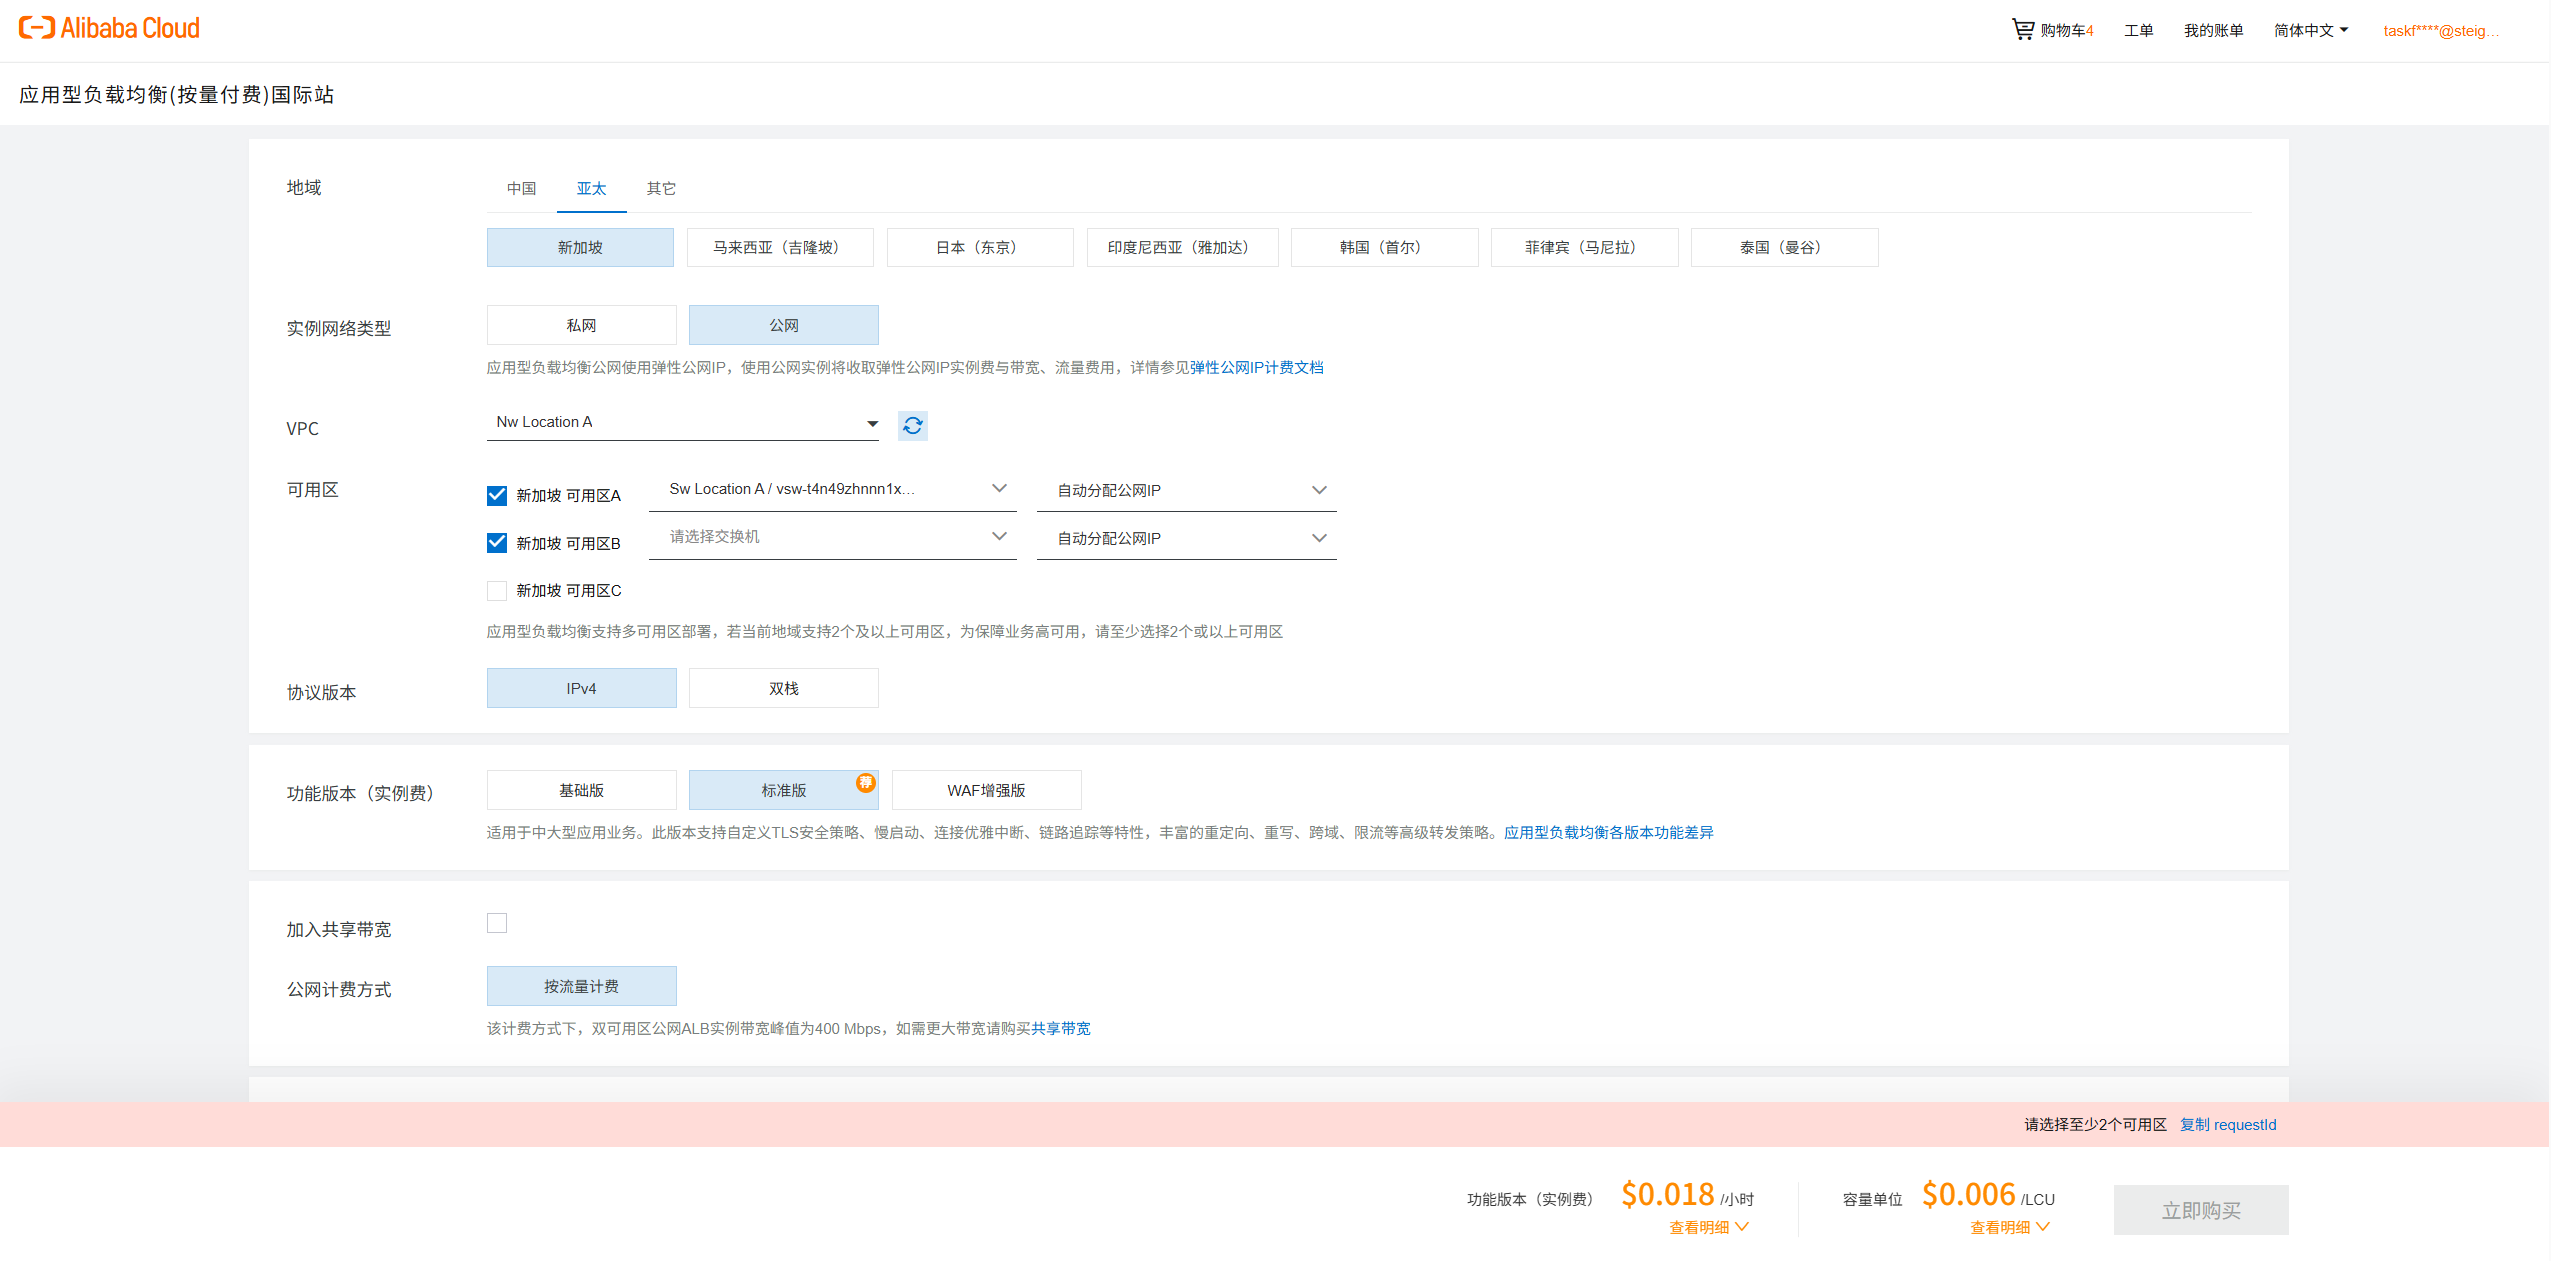 Alibaba Cloud
购物车4 工单 我的账单 简体中文 taskf****@steig...
应用型负载均衡(按量付费)国际站
地域 中国 亚太 其它
新加坡 马来西亚（吉隆坡） 日本（东京） 印度尼西亚（雅加达） 韩国（首尔） 菲律宾（马尼拉） 泰国（曼谷）
实例网络类型 私网 公网
应用型负载均衡公网使用弹性公网IP，使用公网实例将收取弹性公网IP实例费与带宽、流量费用，详情参见弹性公网IP计费文档
VPC Nw Location A
可用区 新加坡 可用区A Sw Location A / vsw-t4n49zhnnn1x... 自动分配公网IP
新加坡 可用区B 请选择交换机 自动分配公网IP
新加坡 可用区C
应用型负载均衡支持多可用区部署，若当前地域支持2个及以上可用区，为保障业务高可用，请至少选择2个或以上可用区
协议版本 IPv4 双栈
功能版本（实例费） 基础版 标准版 荐 WAF增强版
适用于中大型应用业务。此版本支持自定义TLS安全策略、慢启动、连接优雅中断、链路追踪等特性，丰富的重定向、重写、跨域、限流等高级转发策略。应用型负载均衡各版本功能差异
加入共享带宽
公网计费方式 按流量计费
该计费方式下，双可用区公网ALB实例带宽峰值为400 Mbps，如需更大带宽请购买共享带宽
请选择至少2个可用区 复制 requestId
功能版本（实例费） $0.018 /小时 容量单位 $0.006 /LCU 立即购买
查看明细 查看明细